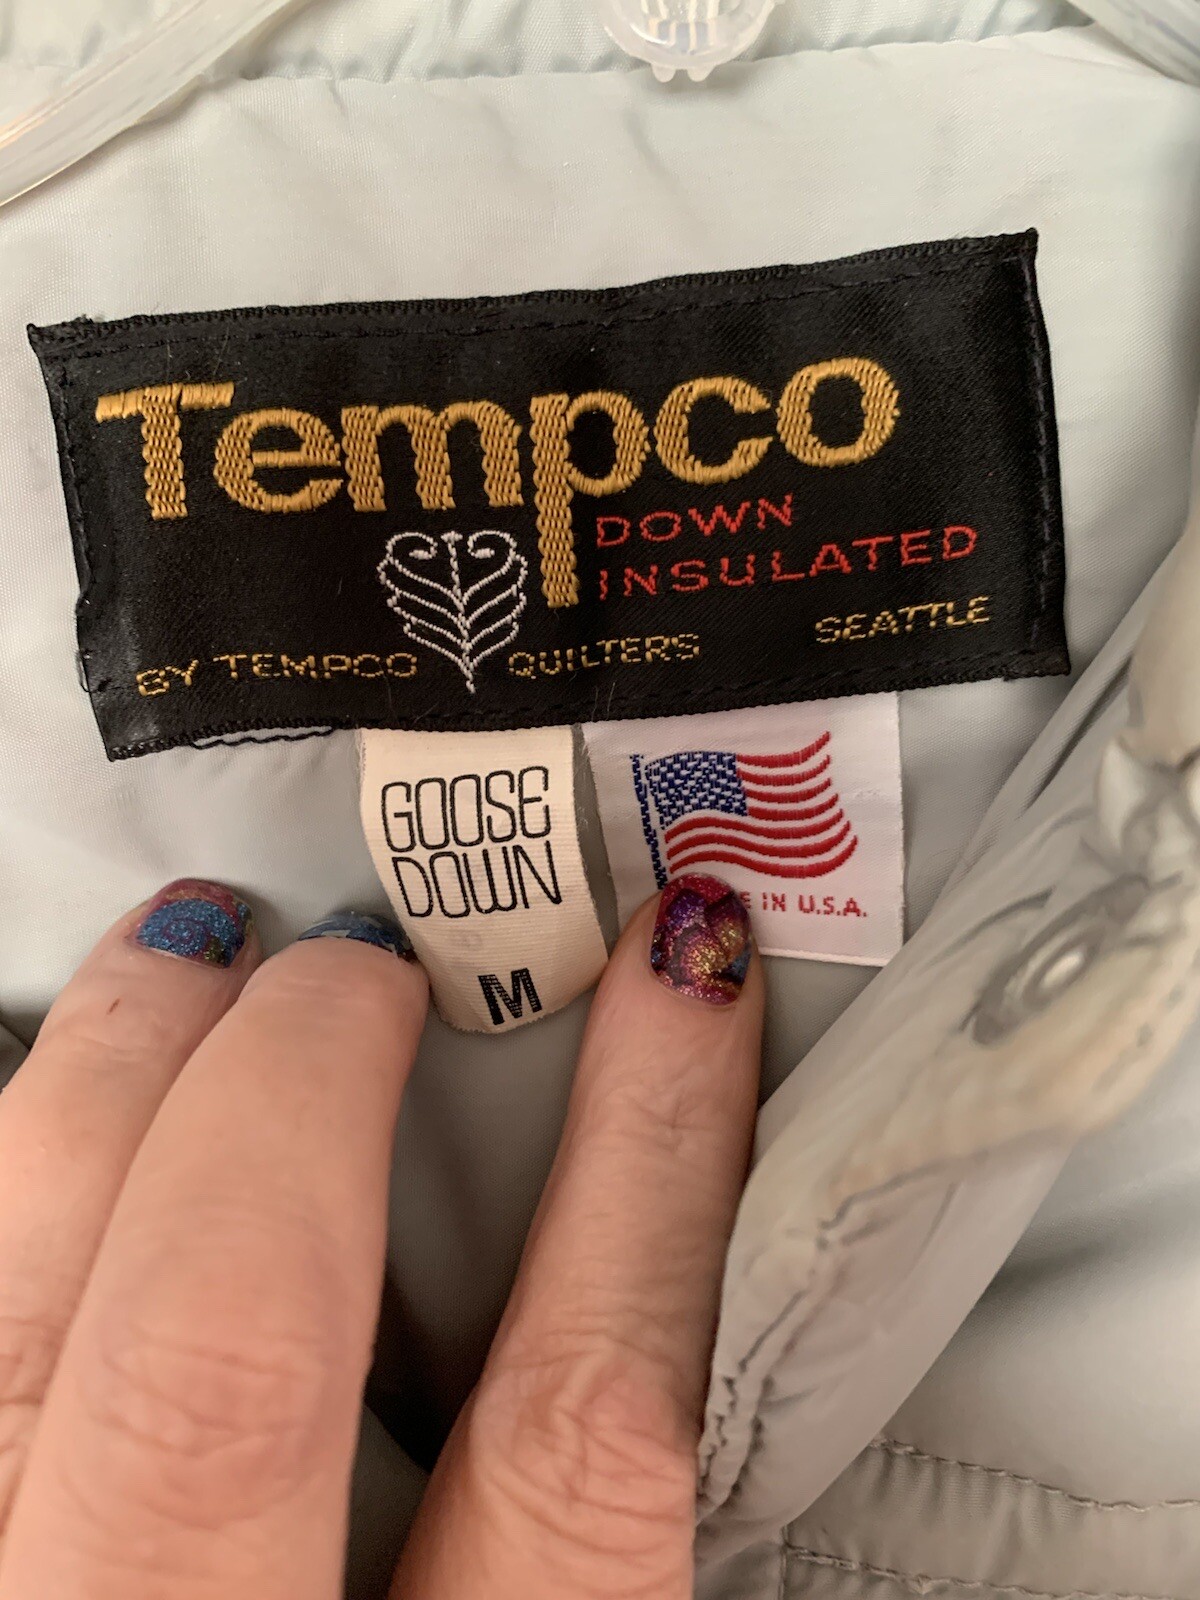 Tempco
DOWN
INSULATED
BY TEMPCO QUILTERS SEATTLE
GOOSE
DOWN
M
E IN U.S.A.